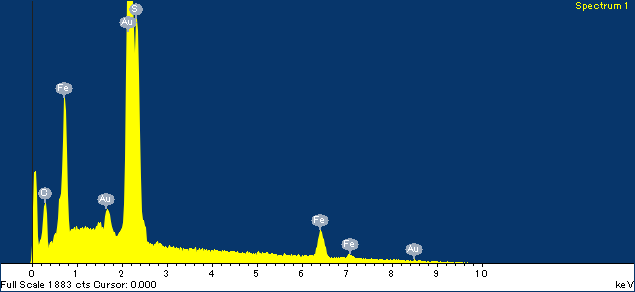 Spectrum 1
S
Au
Fe
Au
Fe
Fe
Au
0 1 2 3 4 5 6 7 8 9 10
Full Scale 1883 cts Cursor: 0.000 keV